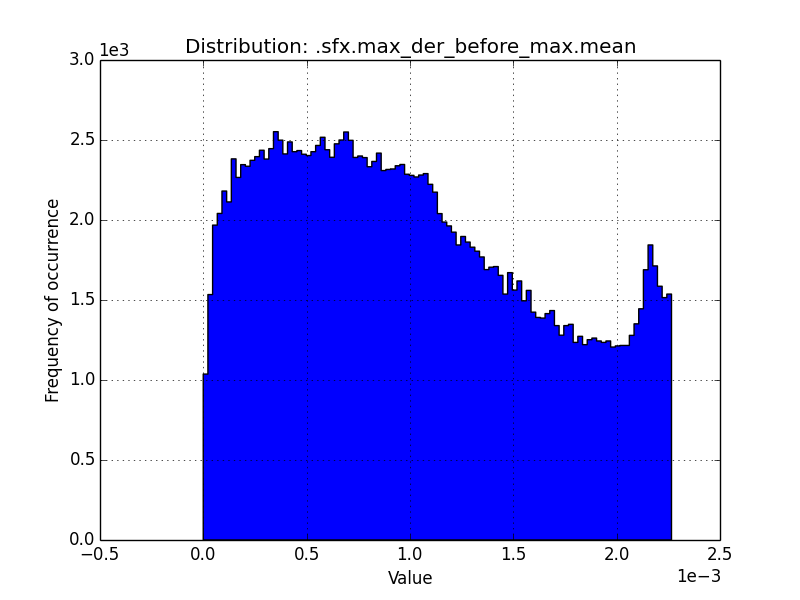 Distribution: .sfx.max_der_before_max.mean
1e3
3.0
2.5
2.0
1.5
1.0
0.5
0.0
Frequency of occurrence
−0.5 0.0 0.5 1.0 1.5 2.0 2.5
Value
1e−3